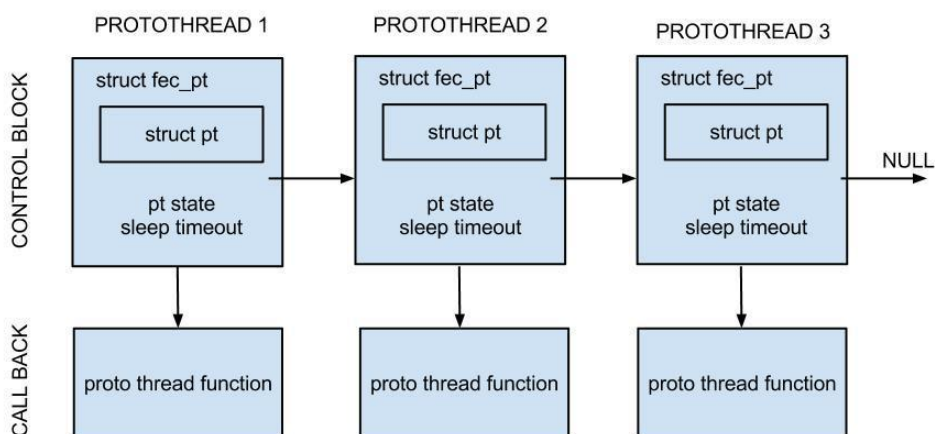 PROTOTHREAD 1
PROTOTHREAD 2
PROTOTHREAD 3
CONTROL BLOCK
struct fec_pt
struct pt
pt state
sleep timeout
struct fec_pt
struct pt
pt state
sleep timeout
struct fec_pt
struct pt
pt state
sleep timeout
NULL
CALL BACK
proto thread function
proto thread function
proto thread function